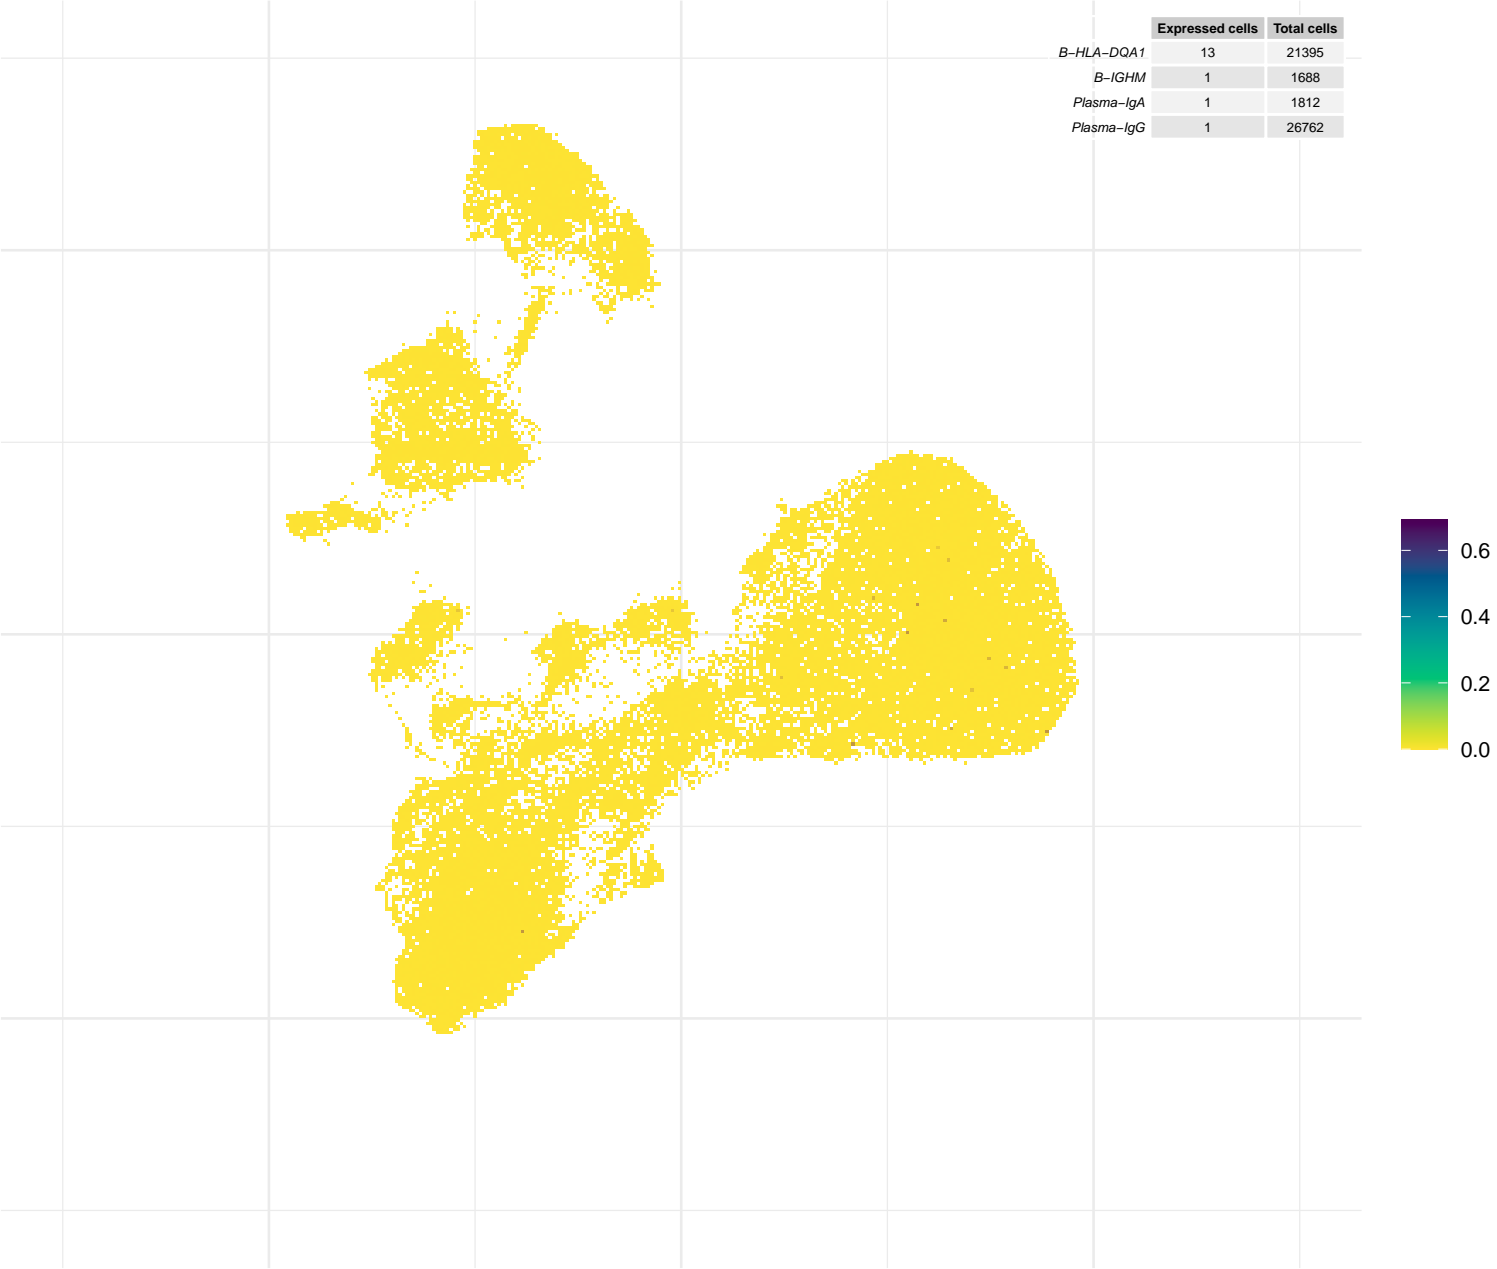 Expressed cells Total cells
B−HLA−DQA1 13 21395
B−IGHM 1 1688
Plasma−IgA 1 1812
Plasma−IgG 1 26762
0.6
0.4
0.2
0.0